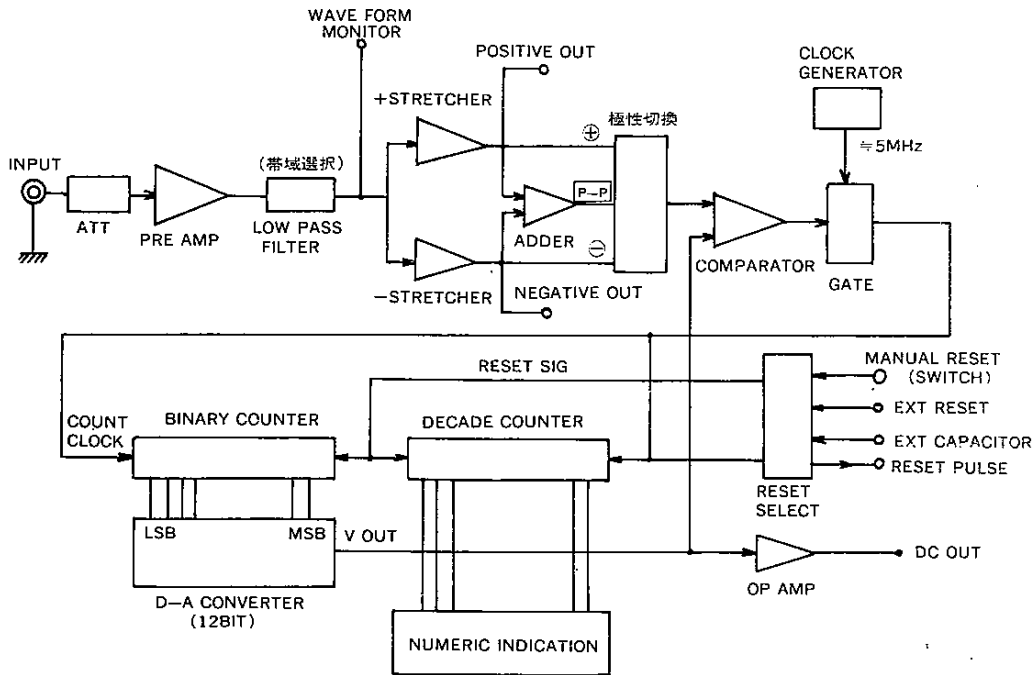 WAVE FORM
MONITOR
POSITIVE OUT
CLOCK
GENERATOR
+STRETCHER
⊕
極性切換
≒5MHz
INPUT
(帯域選択)
P-P
ATT
PRE AMP
LOW PASS
FILTER
ADDER
⊖
COMPARATOR
GATE
-STRETCHER
NEGATIVE OUT
RESET SIG
MANUAL RESET
(SWITCH)
EXT RESET
EXT CAPACITOR
RESET PULSE
RESET
SELECT
COUNT
CLOCK
BINARY COUNTER
DECADE COUNTER
LSB
MSB
V OUT
D-A CONVERTER
(12BIT)
OP AMP
DC OUT
NUMERIC INDICATION